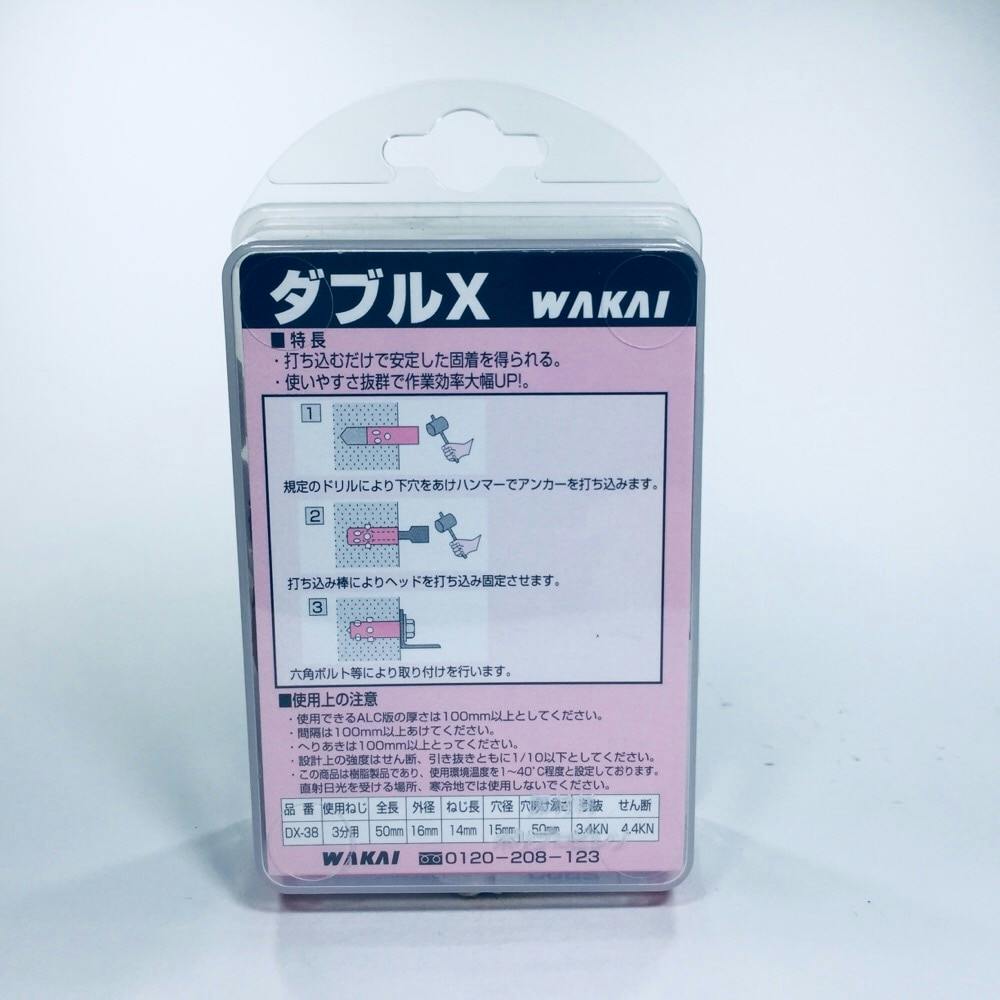 ダブルX WAKAI
■特長
・打ち込むだけで安定した固着を得られる。
・使いやすさ抜群で作業効率大幅UP!。
1
規定のドリルにより下穴をあけハンマーでアンカーを打ち込みます。
2
打ち込み棒によりヘッドを打ち込み固定させます。
3
六角ボルト等により取り付けを行います。
■使用上の注意
・使用できるALC版の厚さは100mm以上としてください。
・間隔は100mm以上あけてください。
・へりあきは100mm以上とってください。
・設計上の強度はせん断、引き抜きともに1/10以下としてください。
・この商品は樹脂製品であり、使用環境温度を1〜40°C程度と設定しております。
直射日光を受ける場所、寒冷地では使用しないでください。
品番 使用ねじ 全長 外径 ねじ長 穴径 穴明け深さ 引抜 せん断
DX-38 3分用 50mm 16mm 14mm 15mm 50mm 3.4KN 4.4KN
WAKAI 0120-208-123